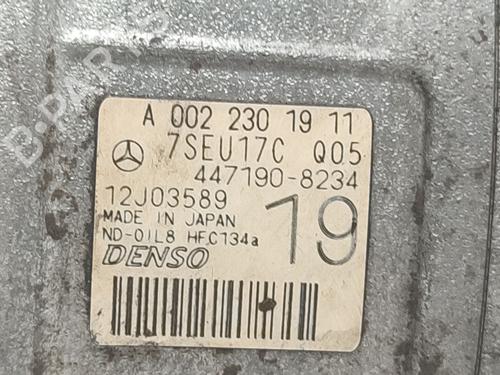 B-PARTS
A 002 230 19 11
7SEU17C Q05
447190-8234
12J03589
MADE IN JAPAN
ND-OIL8 HFC134a
19
DENSO